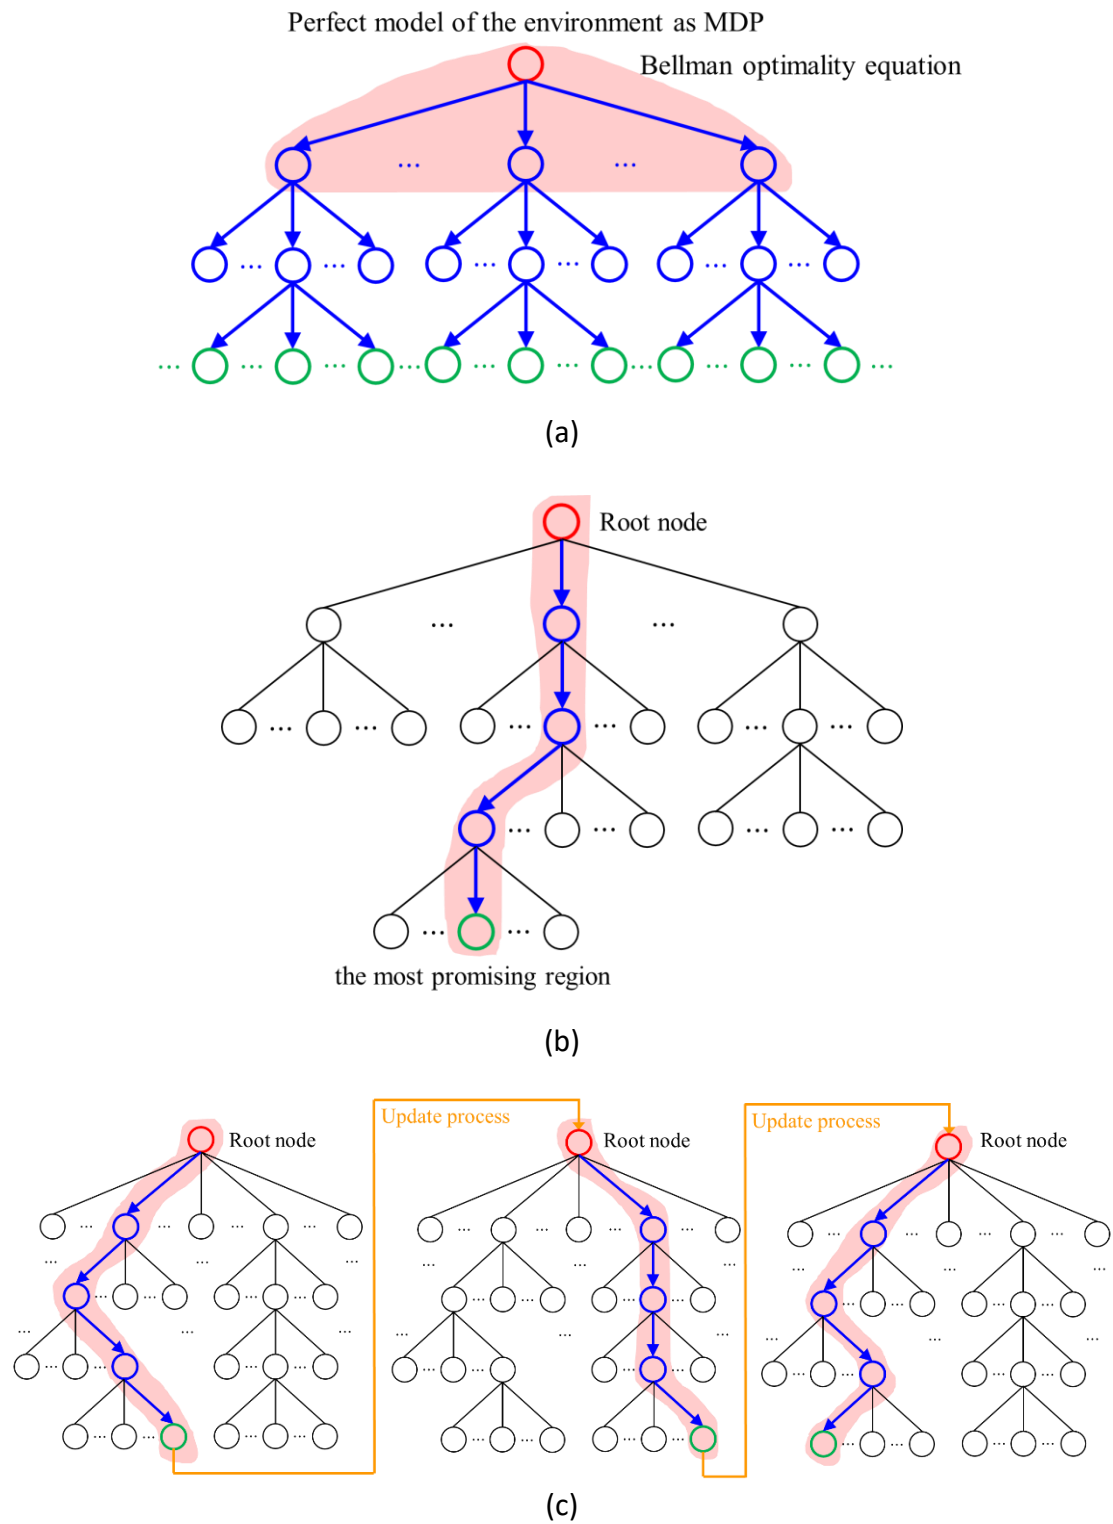 Perfect model of the environment as MDP
Bellman optimality equation
(a)
Root node
the most promising region
(b)
Update process
Update process
Root node
Root node
Root node
(c)